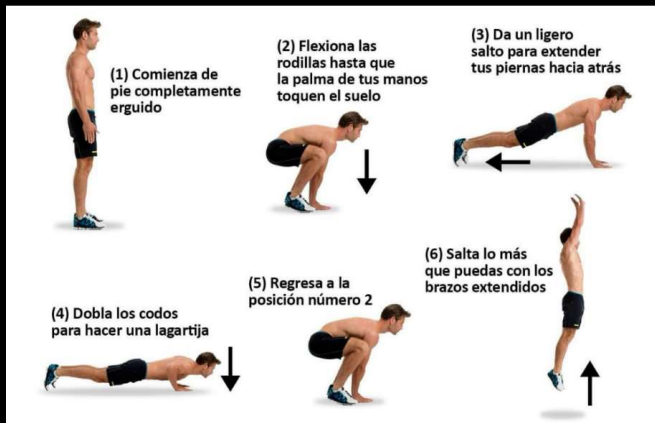 (1) Comienza de
pie completamente
erguido
(2) Flexiona las
rodillas hasta que
la palma de tus manos
toquen el suelo
(3) Da un ligero
salto para extender
tus piernas hacia atrás
(4) Dobla los codos
para hacer una lagartija
(5) Regresa a la
posición número 2
(6) Salta lo más
que puedas con los
brazos extendidos